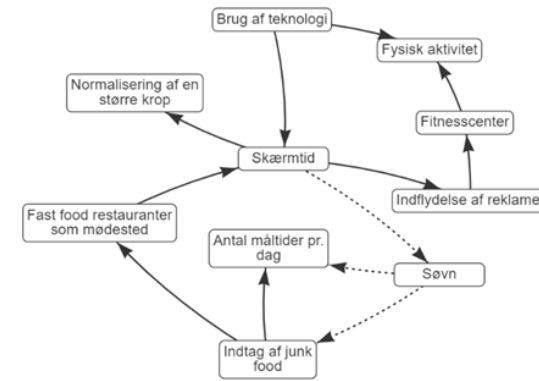 Brug af teknologi
Fysisk aktivitet
Normalisering af en
større krop
Fitnesscenter
Skærmtid
Indflydelse af reklame
Fast food restauranter
som mødested
Antal måltider pr.
dag
Søvn
Indtag af junk
food